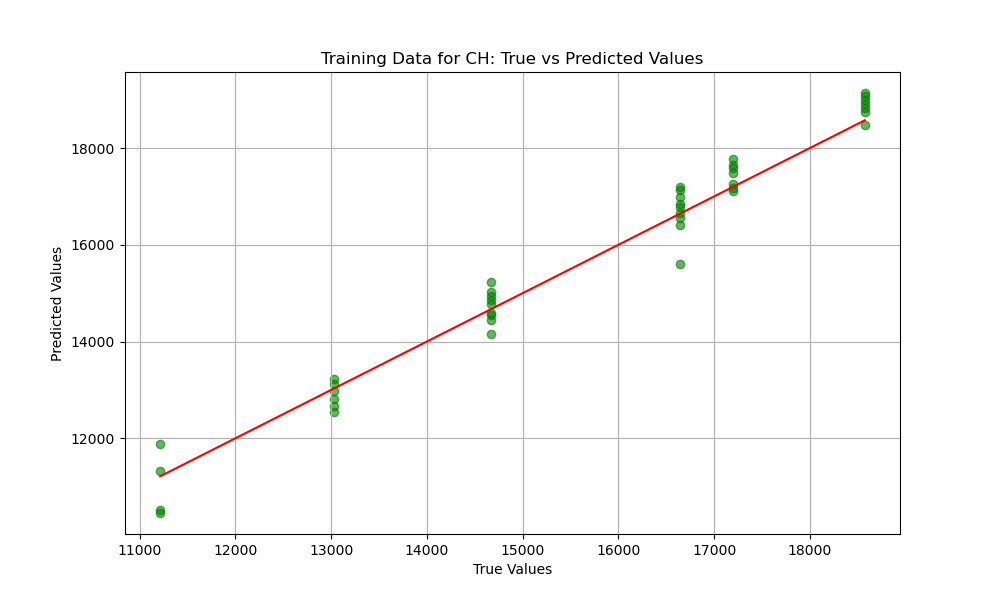 Training Data for CH: True vs Predicted Values
Predicted Values
18000
16000
14000
12000
11000 12000 13000 14000 15000 16000 17000 18000
True Values